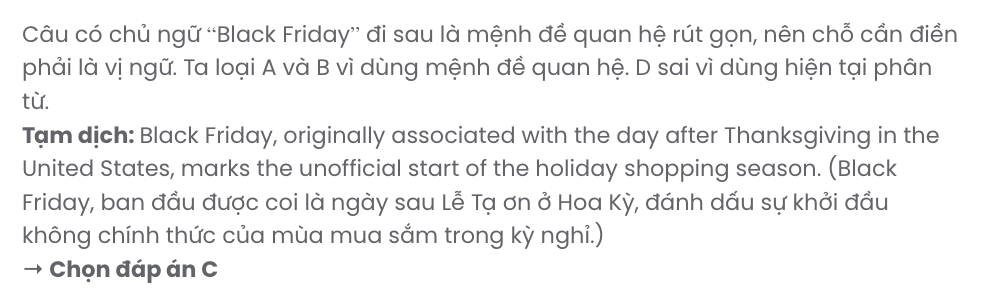 Câu có chủ ngữ “Black Friday” đi sau là mệnh đề quan hệ rút gọn, nên chỗ cần điền
phải là vị ngữ. Ta loại A và B vì dùng mệnh đề quan hệ. D sai vì dùng hiện tại phân
từ.
Tạm dịch: Black Friday, originally associated with the day after Thanksgiving in the
United States, marks the unofficial start of the holiday shopping season. (Black
Friday, ban đầu được coi là ngày sau Lễ Tạ ơn ở Hoa Kỳ, đánh dấu sự khởi đầu
không chính thức của mùa mua sắm trong kỳ nghỉ.)
→ Chọn đáp án C